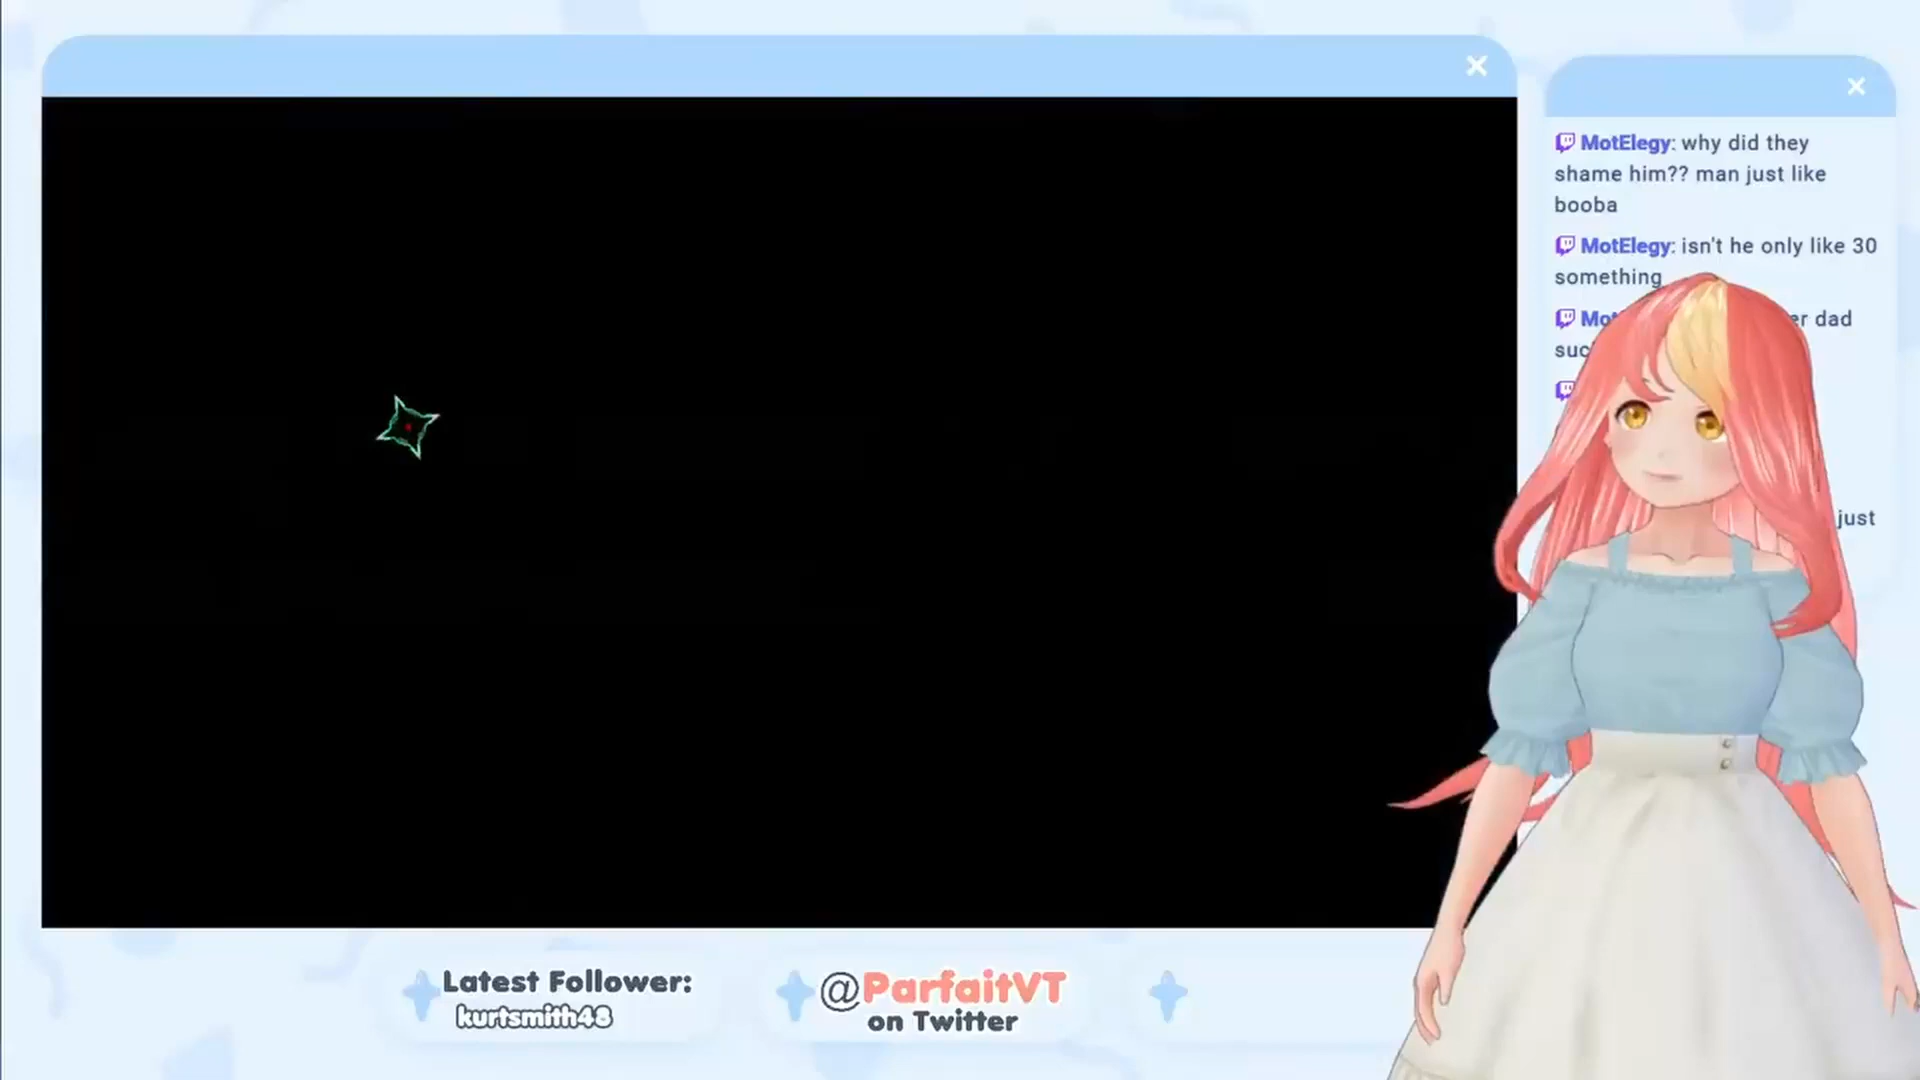 MotElegy: why did they
shame him?? man just like
booba
MotElegy: isn't he only like 30
something
er dad
just
Latest Follower:
kurtsmith48
@ParfaitVT
on Twitter